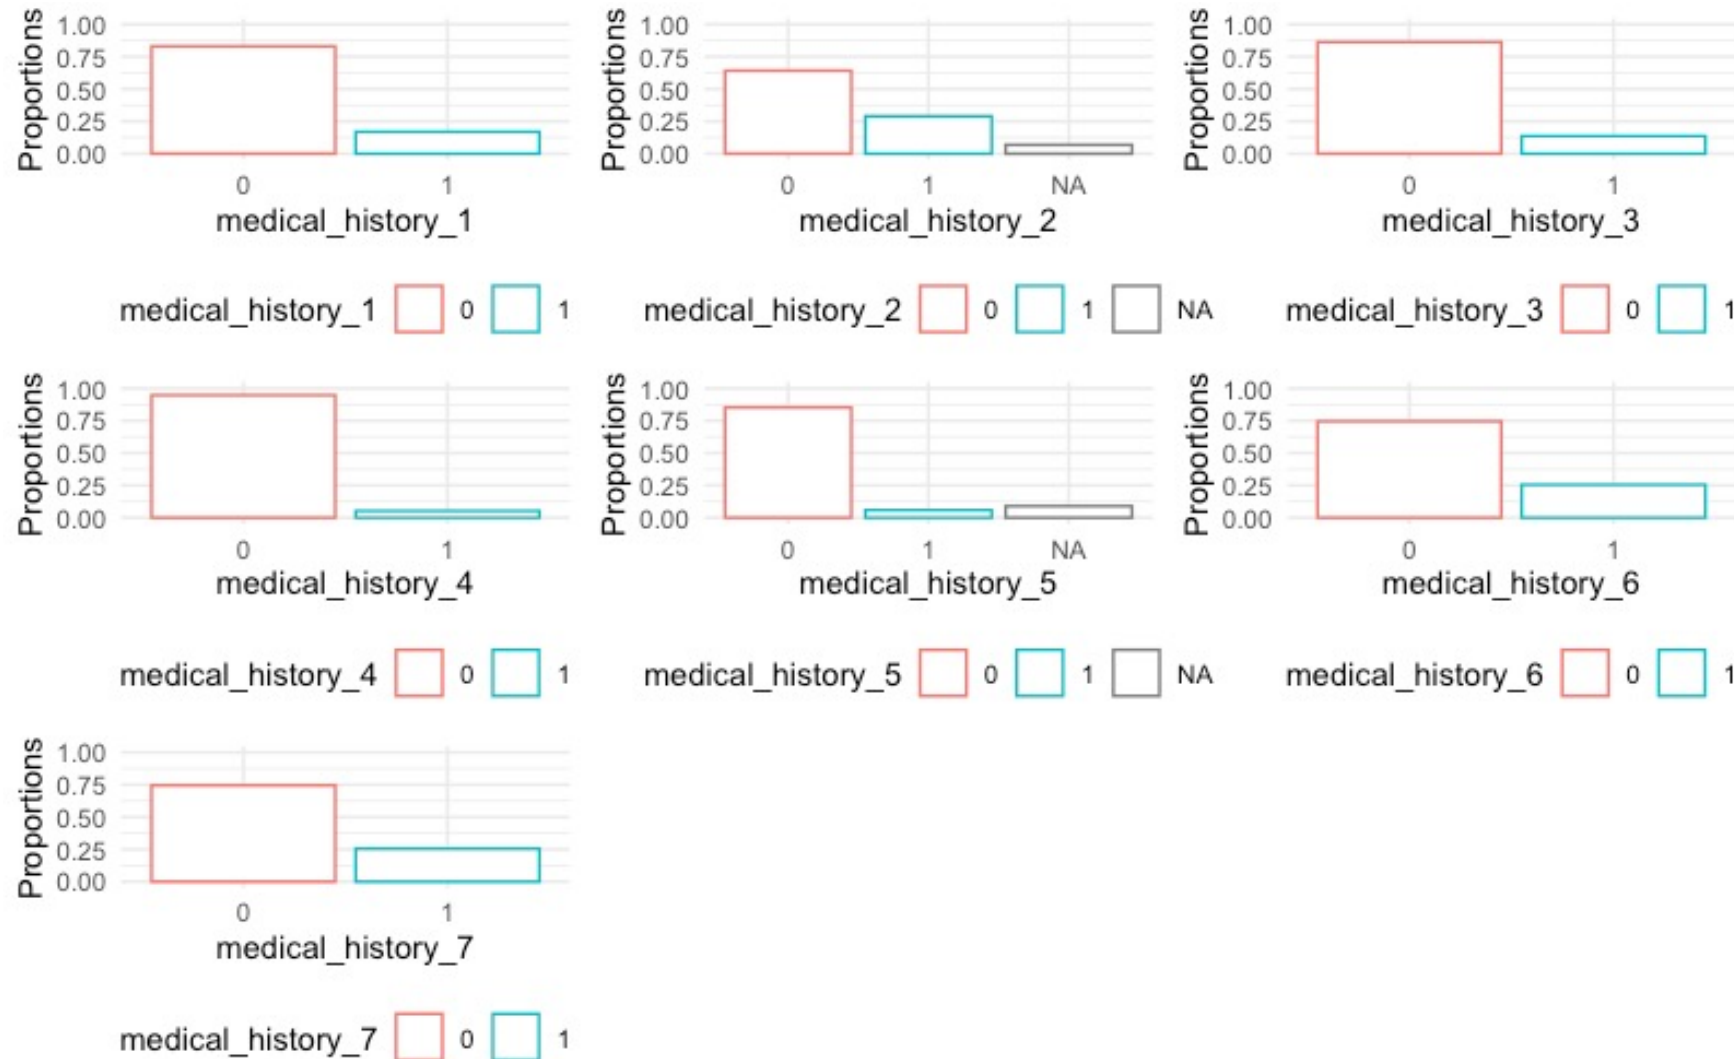 Proportions
1.00
0.75
0.50
0.25
0.00
0 1
medical_history_1
medical_history_1 0 1
Proportions
1.00
0.75
0.50
0.25
0.00
0 1 NA
medical_history_2
medical_history_2 0 1 NA
Proportions
1.00
0.75
0.50
0.25
0.00
0 1
medical_history_3
medical_history_3 0 1
Proportions
1.00
0.75
0.50
0.25
0.00
0 1
medical_history_4
medical_history_4 0 1
Proportions
1.00
0.75
0.50
0.25
0.00
0 1 NA
medical_history_5
medical_history_5 0 1 NA
Proportions
1.00
0.75
0.50
0.25
0.00
0 1
medical_history_6
medical_history_6 0 1
Proportions
1.00
0.75
0.50
0.25
0.00
0 1
medical_history_7
medical_history_7 0 1